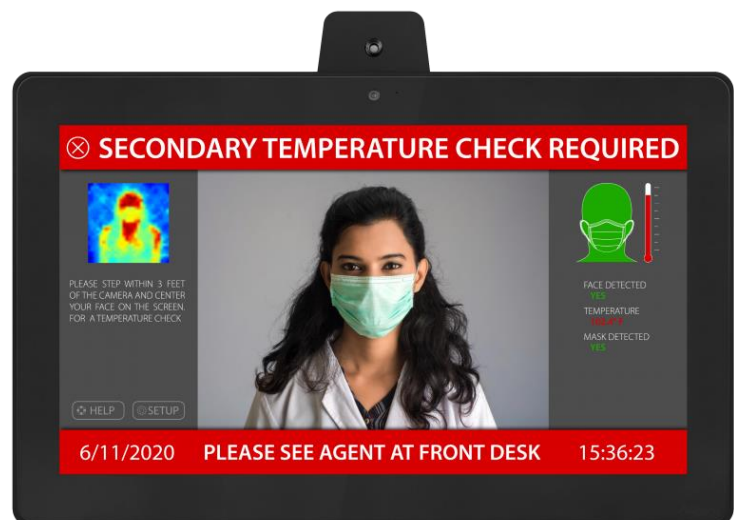 SECONDARY TEMPERATURE CHECK REQUIRED
PLEASE STEP WITHIN 3 FEET
OF THE CAMERA AND CENTER
YOUR FACE ON THE SCREEN.
FOR A TEMPERATURE CHECK
FACE DETECTED
YES
TEMPERATURE
MASK DETECTED
YES
HELP
SETUP
6/11/2020
PLEASE SEE AGENT AT FRONT DESK
15:36:23